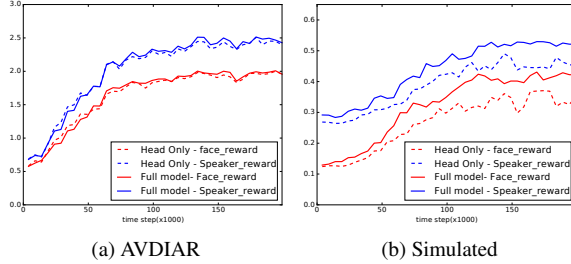 3.0
2.5
2.0
1.5
1.0
0.5
0.0
0 50 100 150
time step(x1000)
Head Only - face_reward
Head Only - Speaker_reward
Full model- Face_reward
Full model - Speaker_reward
(a) AVDIAR
0.6
0.5
0.4
0.3
0.2
0.1
0.0
0 50 100 150
time step(x1000)
Head Only - face_reward
Head Only - Speaker_reward
Full model - Face_reward
Full model - Speaker_reward
(b) Simulated